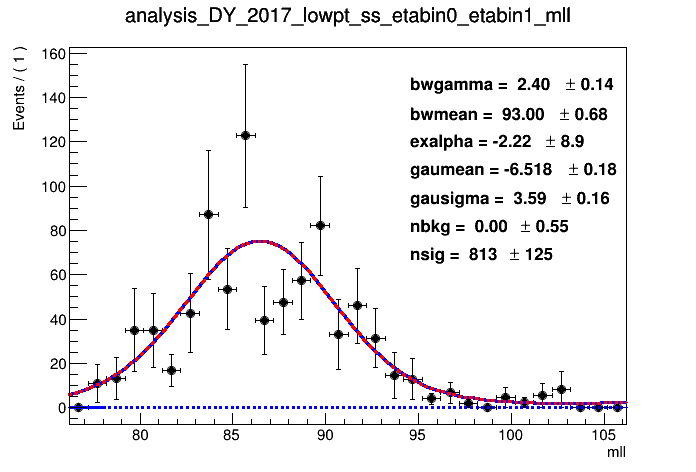 analysis_DY_2017_lowpt_ss_etabin0_etabin1_mll
Events / ( 1 )
160
140
120
100
80
60
40
20
0
bwgamma = 2.40 ± 0.14
bwmean = 93.00 ± 0.68
exalpha = -2.22 ± 8.9
gaumean = -6.518 ± 0.18
gausigma = 3.59 ± 0.16
nbkg = 0.00 ± 0.55
nsig = 813 ± 125
80 85 90 95 100 105
mll